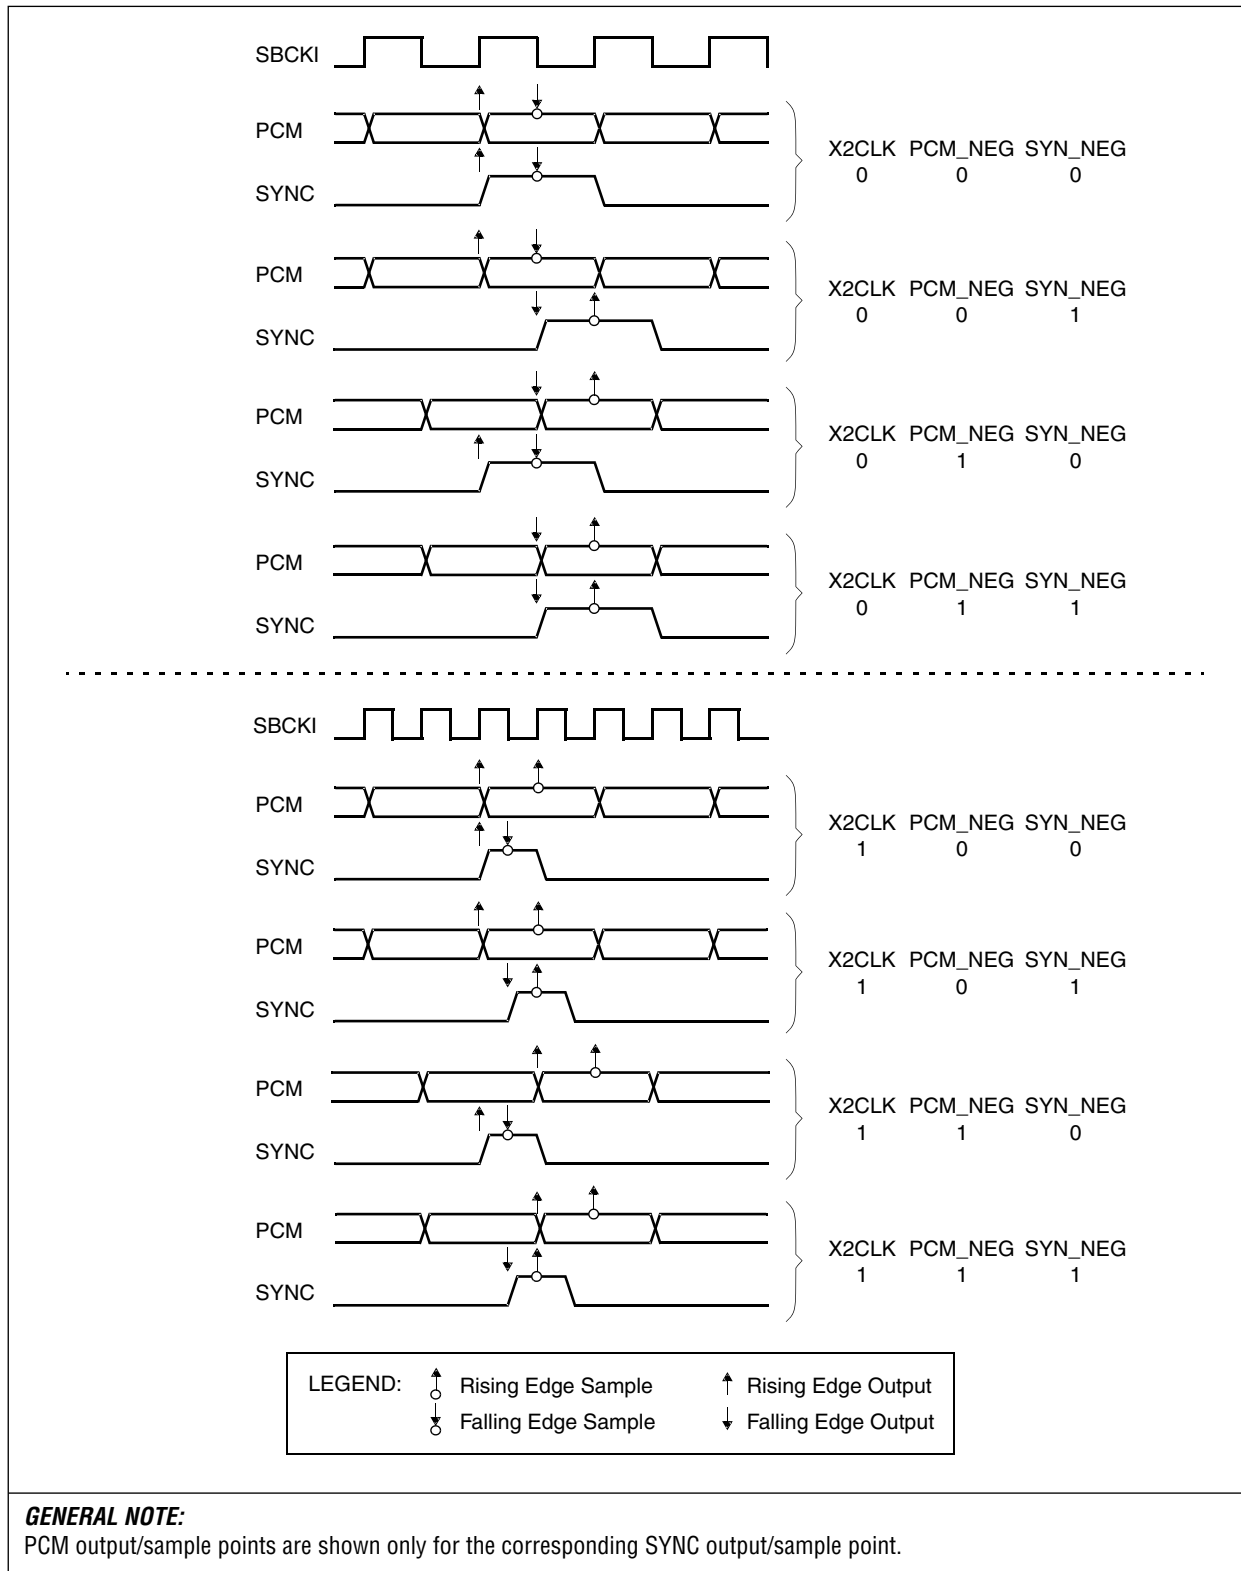 SBCKI
PCM
X2CLK PCM_NEG SYN_NEG
0 0 0
SYNC
PCM
X2CLK PCM_NEG SYN_NEG
0 0 1
SYNC
PCM
X2CLK PCM_NEG SYN_NEG
0 1 0
SYNC
PCM
X2CLK PCM_NEG SYN_NEG
0 1 1
SYNC
SBCKI
PCM
X2CLK PCM_NEG SYN_NEG
1 0 0
SYNC
PCM
X2CLK PCM_NEG SYN_NEG
1 0 1
SYNC
PCM
X2CLK PCM_NEG SYN_NEG
1 1 0
SYNC
PCM
X2CLK PCM_NEG SYN_NEG
1 1 1
SYNC
LEGEND: Rising Edge Sample Rising Edge Output
Falling Edge Sample Falling Edge Output
GENERAL NOTE:
PCM output/sample points are shown only for the corresponding SYNC output/sample point.